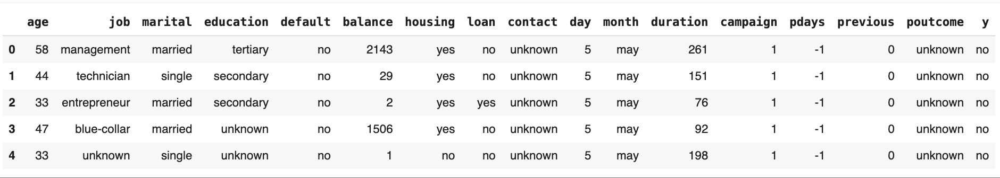 age job marital education default balance housing loan contact day month duration campaign pdays previous poutcome y
0 58 management married tertiary no 2143 yes no unknown 5 may 261 1 -1 0 unknown no
1 44 technician single secondary no 29 yes no unknown 5 may 151 1 -1 0 unknown no
2 33 entrepreneur married secondary no 2 yes yes unknown 5 may 76 1 -1 0 unknown no
3 47 blue-collar married unknown no 1506 yes no unknown 5 may 92 1 -1 0 unknown no
4 33 unknown single unknown no 1 no no unknown 5 may 198 1 -1 0 unknown no